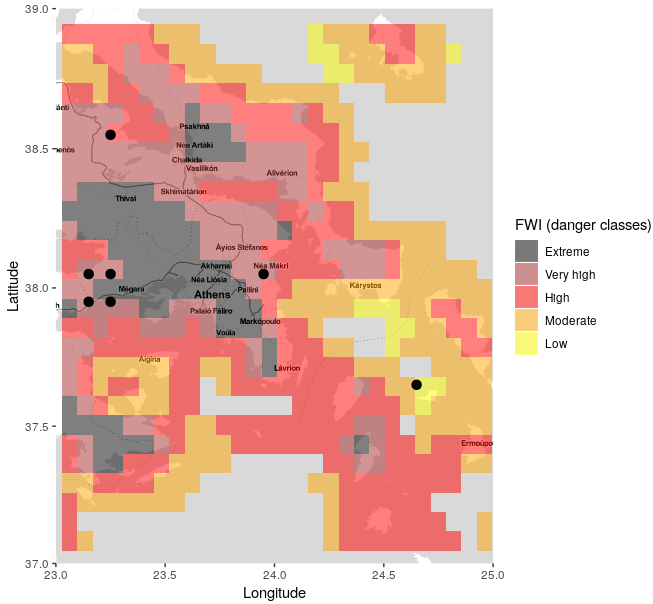 39.0
38.5
38.0
37.5
37.0
23.0 23.5 24.0 24.5 25.0
Latitude
Longitude
ánti
enós
Psakhná
Néa Artáki
Chalkída
Vasilikón
Alivérion
Skhimatárion
Thívai
Áyios Stéfanos
Akharnaí
Néa Mákri
Néa Liósia
Mégara
Athens
Pallíni
Kárystos
h
Palaió Fáliro
Markópoulo
Voúla
Aígina
Lávrion
Ermoúpo
FWI (danger classes)
Extreme
Very high
High
Moderate
Low